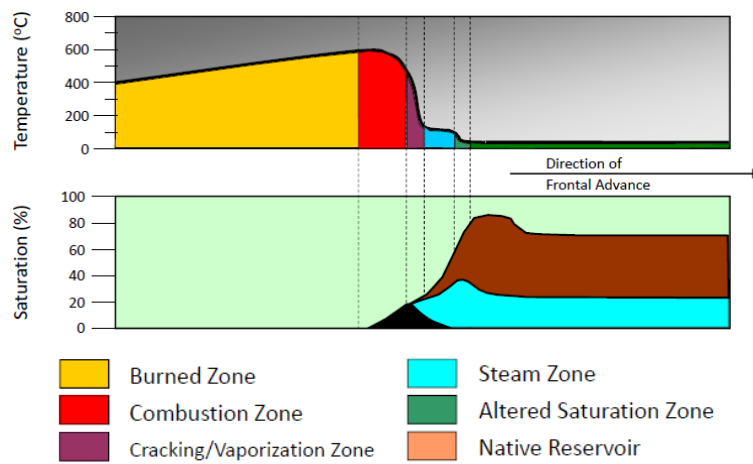 Temperature (ºC)
800
600
400
200
0
Direction of
Frontal Advance
Saturation (%)
100
80
60
40
20
0
Burned Zone
Steam Zone
Combustion Zone
Altered Saturation Zone
Cracking/Vaporization Zone
Native Reservoir